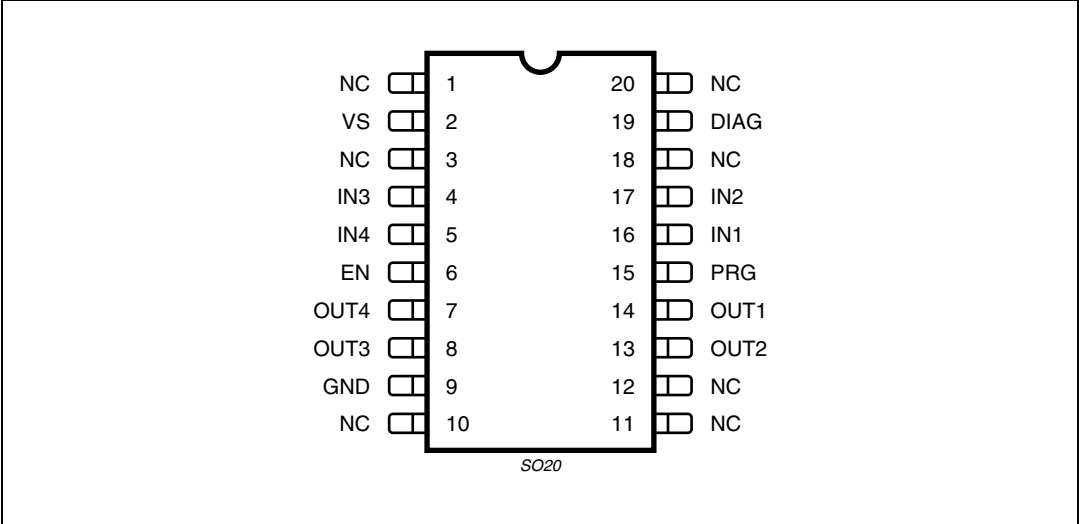 NC 1 20 NC
VS 2 19 DIAG
NC 3 18 NC
IN3 4 17 IN2
IN4 5 16 IN1
EN 6 15 PRG
OUT4 7 14 OUT1
OUT3 8 13 OUT2
GND 9 12 NC
NC 10 11 NC
SO20